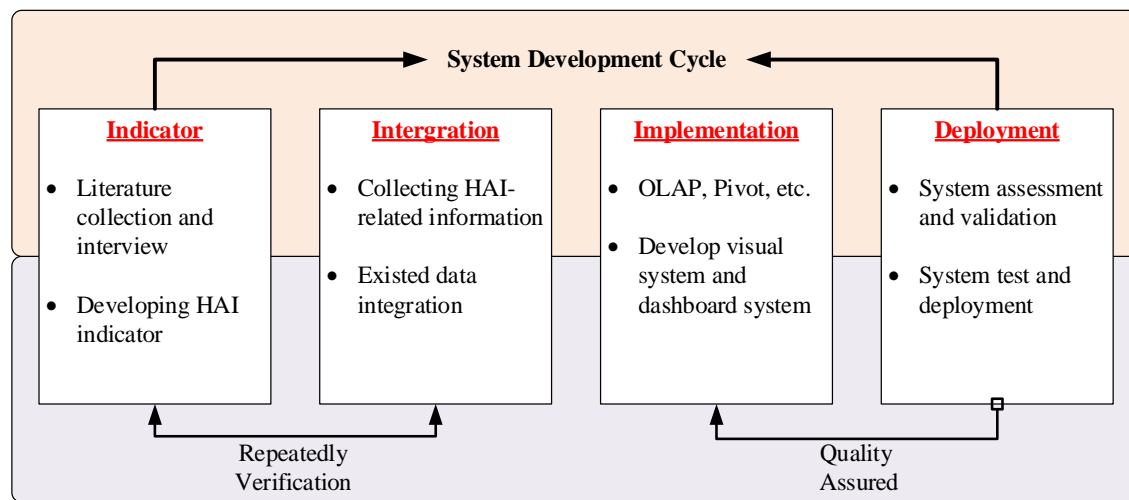 System Development Cycle
Indicator
• Literature
collection and
interview
• Developing HAI
indicator
Intergration
• Collecting HAI-
related information
• Existed data
integration
Implementation
• OLAP, Pivot, etc.
• Develop visual
system and
dashboard system
Deployment
• System assessment
and validation
• System test and
deployment
Repeatedly
Verification
Quality
Assured